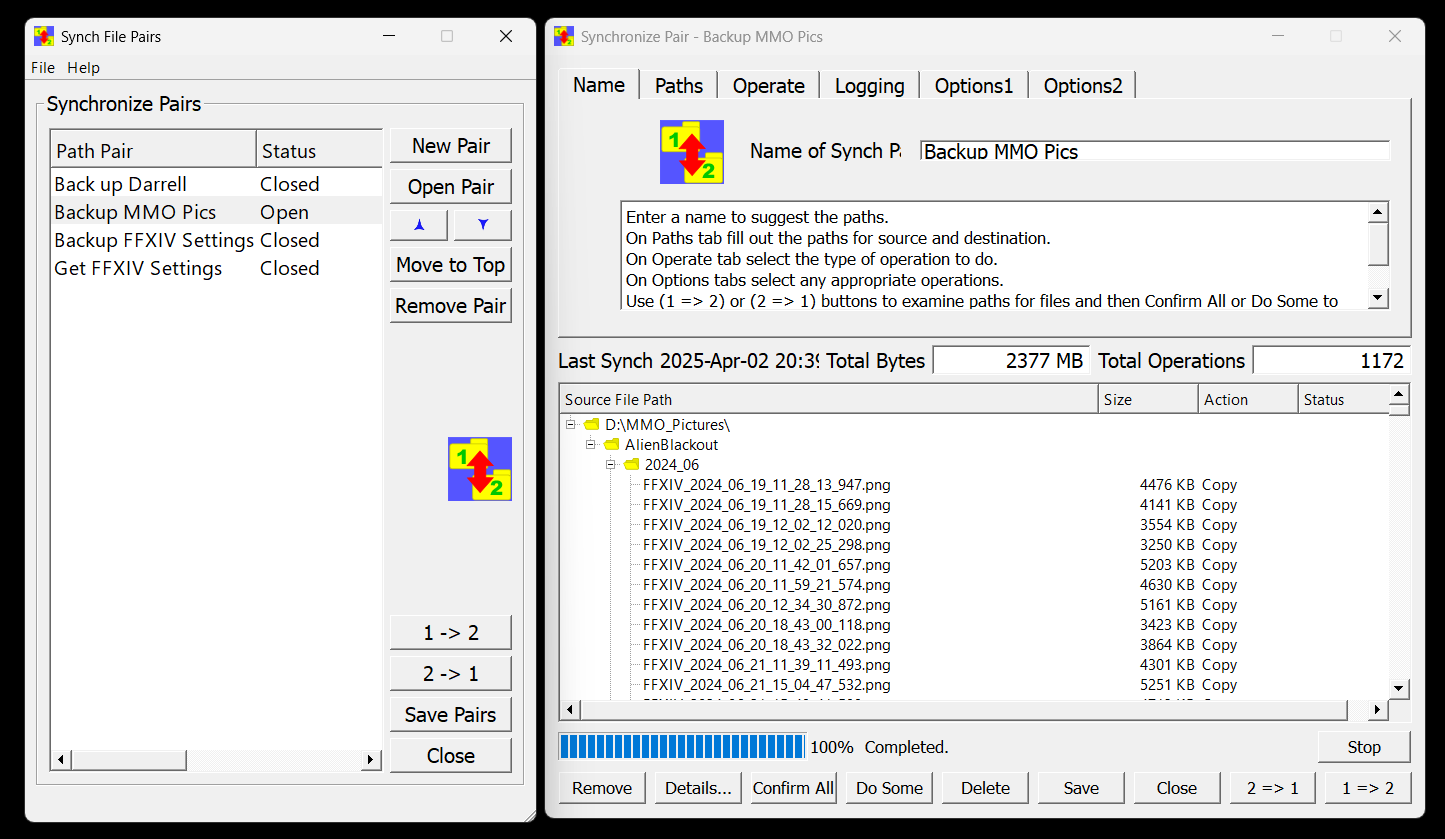 Synch File Pairs
File Help
Synchronize Pairs
Path Pair Status
Back up Darrell Closed
Backup MMO Pics Open
Backup FFXIV Settings Closed
Get FFXIV Settings Closed
New Pair
Open Pair
Move to Top
Remove Pair
1
2
1 -> 2
2 -> 1
Save Pairs
Close
Synchronize Pair - Backup MMO Pics
Name Paths Operate Logging Options1 Options2
1
2
Name of Synch Pa Backup MMO Pics
Enter a name to suggest the paths.
On Paths tab fill out the paths for source and destination.
On Operate tab select the type of operation to do.
On Options tabs select any appropriate operations.
Use (1 => 2) or (2 => 1) buttons to examine paths for files and then Confirm All or Do Some to
Last Synch 2025-Apr-02 20:39 Total Bytes 2377 MB Total Operations 1172
Source File Path Size Action Status
D:\MMO_Pictures\
AlienBlackout
2024_06
FFXIV_2024_06_19_11_28_13_947.png 4476 KB Copy
FFXIV_2024_06_19_11_28_15_669.png 4141 KB Copy
FFXIV_2024_06_19_12_02_12_020.png 3554 KB Copy
FFXIV_2024_06_19_12_02_25_298.png 3250 KB Copy
FFXIV_2024_06_20_11_42_01_657.png 5203 KB Copy
FFXIV_2024_06_20_11_59_21_574.png 4630 KB Copy
FFXIV_2024_06_20_12_34_30_872.png 5161 KB Copy
FFXIV_2024_06_20_18_43_00_118.png 3423 KB Copy
FFXIV_2024_06_20_18_43_32_022.png 3864 KB Copy
FFXIV_2024_06_21_11_39_11_493.png 4301 KB Copy
FFXIV_2024_06_21_15_04_47_532.png 5251 KB Copy
100% Completed.
Stop
Remove Details... Confirm All Do Some Delete Save Close 2 => 1 1 => 2